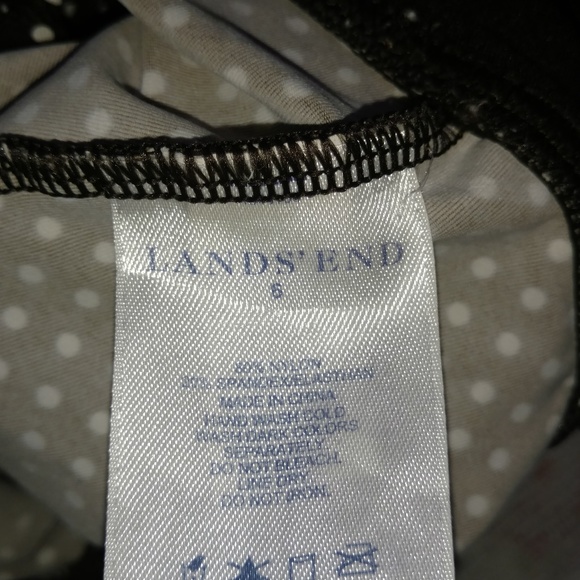 LANDS' END
6
80% NYLON
20% SPANDEX/ELASTHAN
MADE IN CHINA
HAND WASH COLD
WASH DARK COLORS
SEPARATELY.
DO NOT BLEACH.
LINE DRY.
DO NOT IRON.